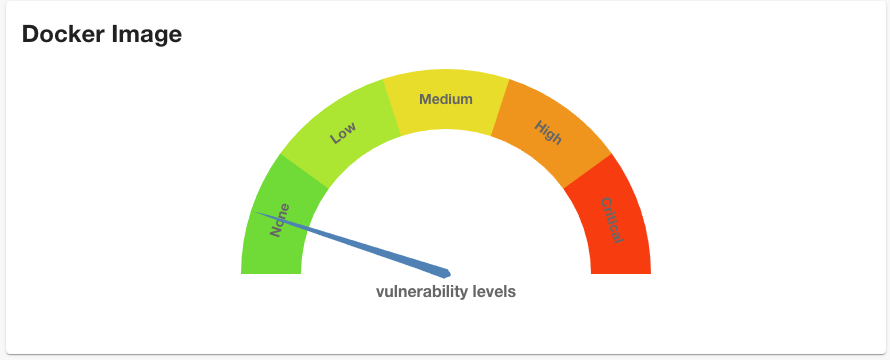 Docker Image
None
Low
Medium
High
Critical
vulnerability levels